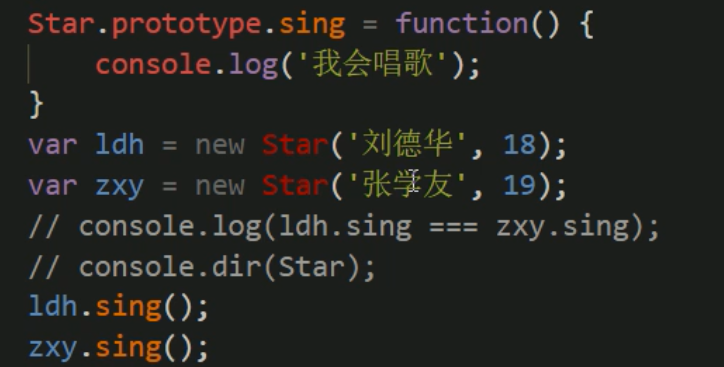 Star.prototype.sing = function() {
    console.log('我会唱歌');
}
var ldh = new Star('刘德华', 18);
var zxy = new Star('张学友', 19);
// console.log(ldh.sing === zxy.sing);
// console.dir(Star);
ldh.sing();
zxy.sing();